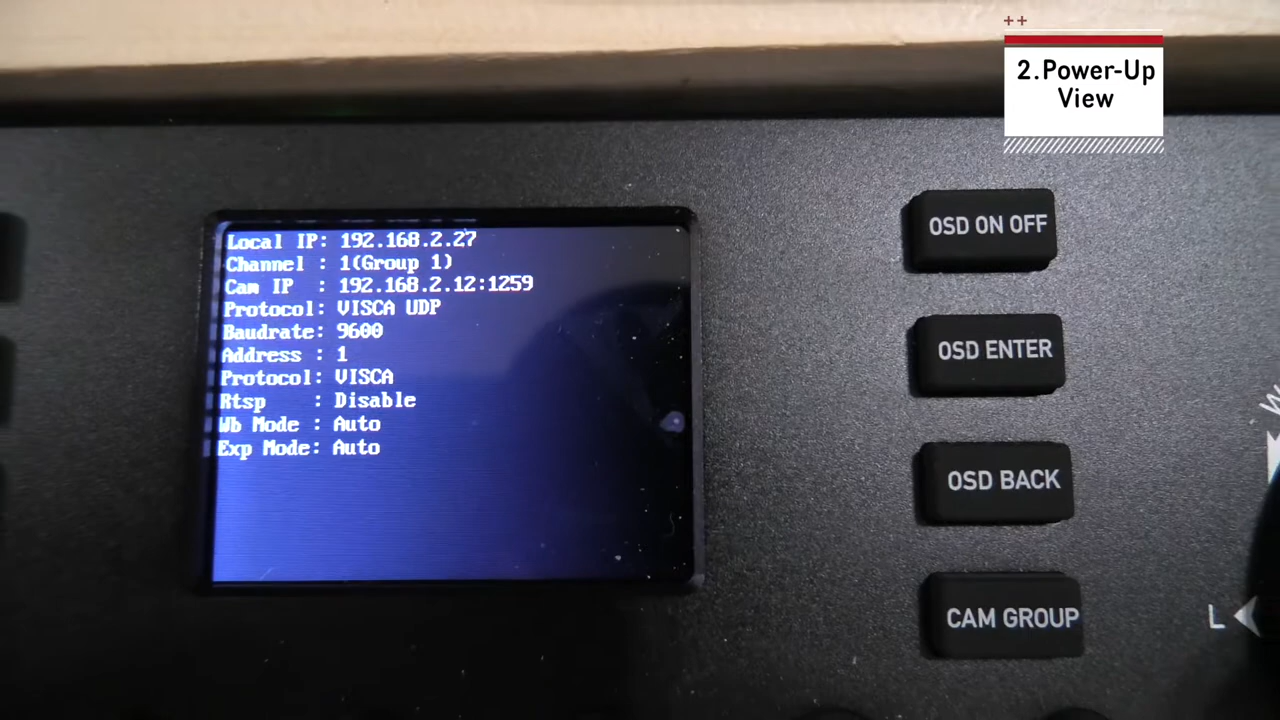 ++
2.Power-Up
View
Local IP: 192.168.2.27
Channel : 1(Group 1)
Cam IP  : 192.168.2.12:1259
Protocol: VISCA UDP
Baudrate: 9600
Address : 1
Protocol: VISCA
Rtsp    : Disable
Wb Mode : Auto
Exp Mode: Auto
OSD ON OFF
OSD ENTER
OSD BACK
CAM GROUP
W
L